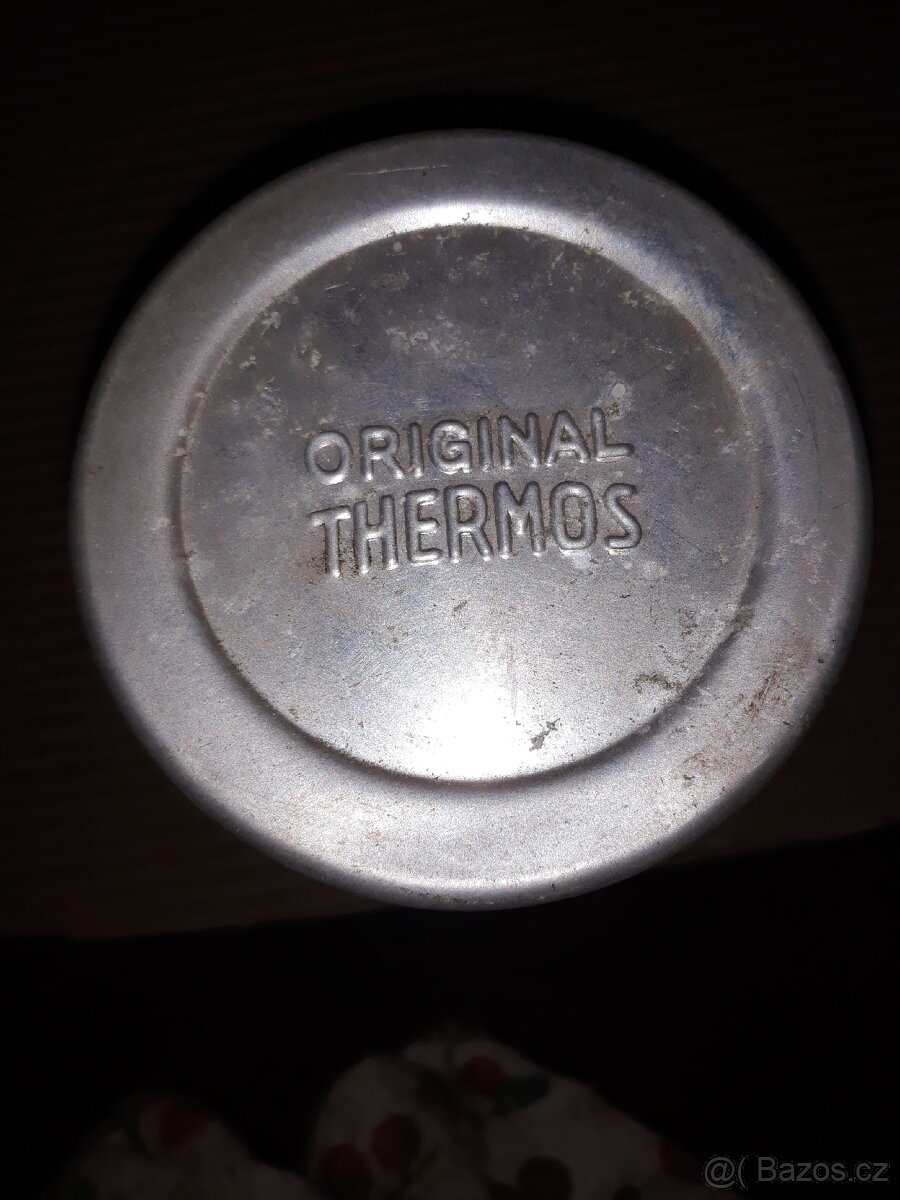 ORIGINAL
THERMOS
@( Bazos.cz